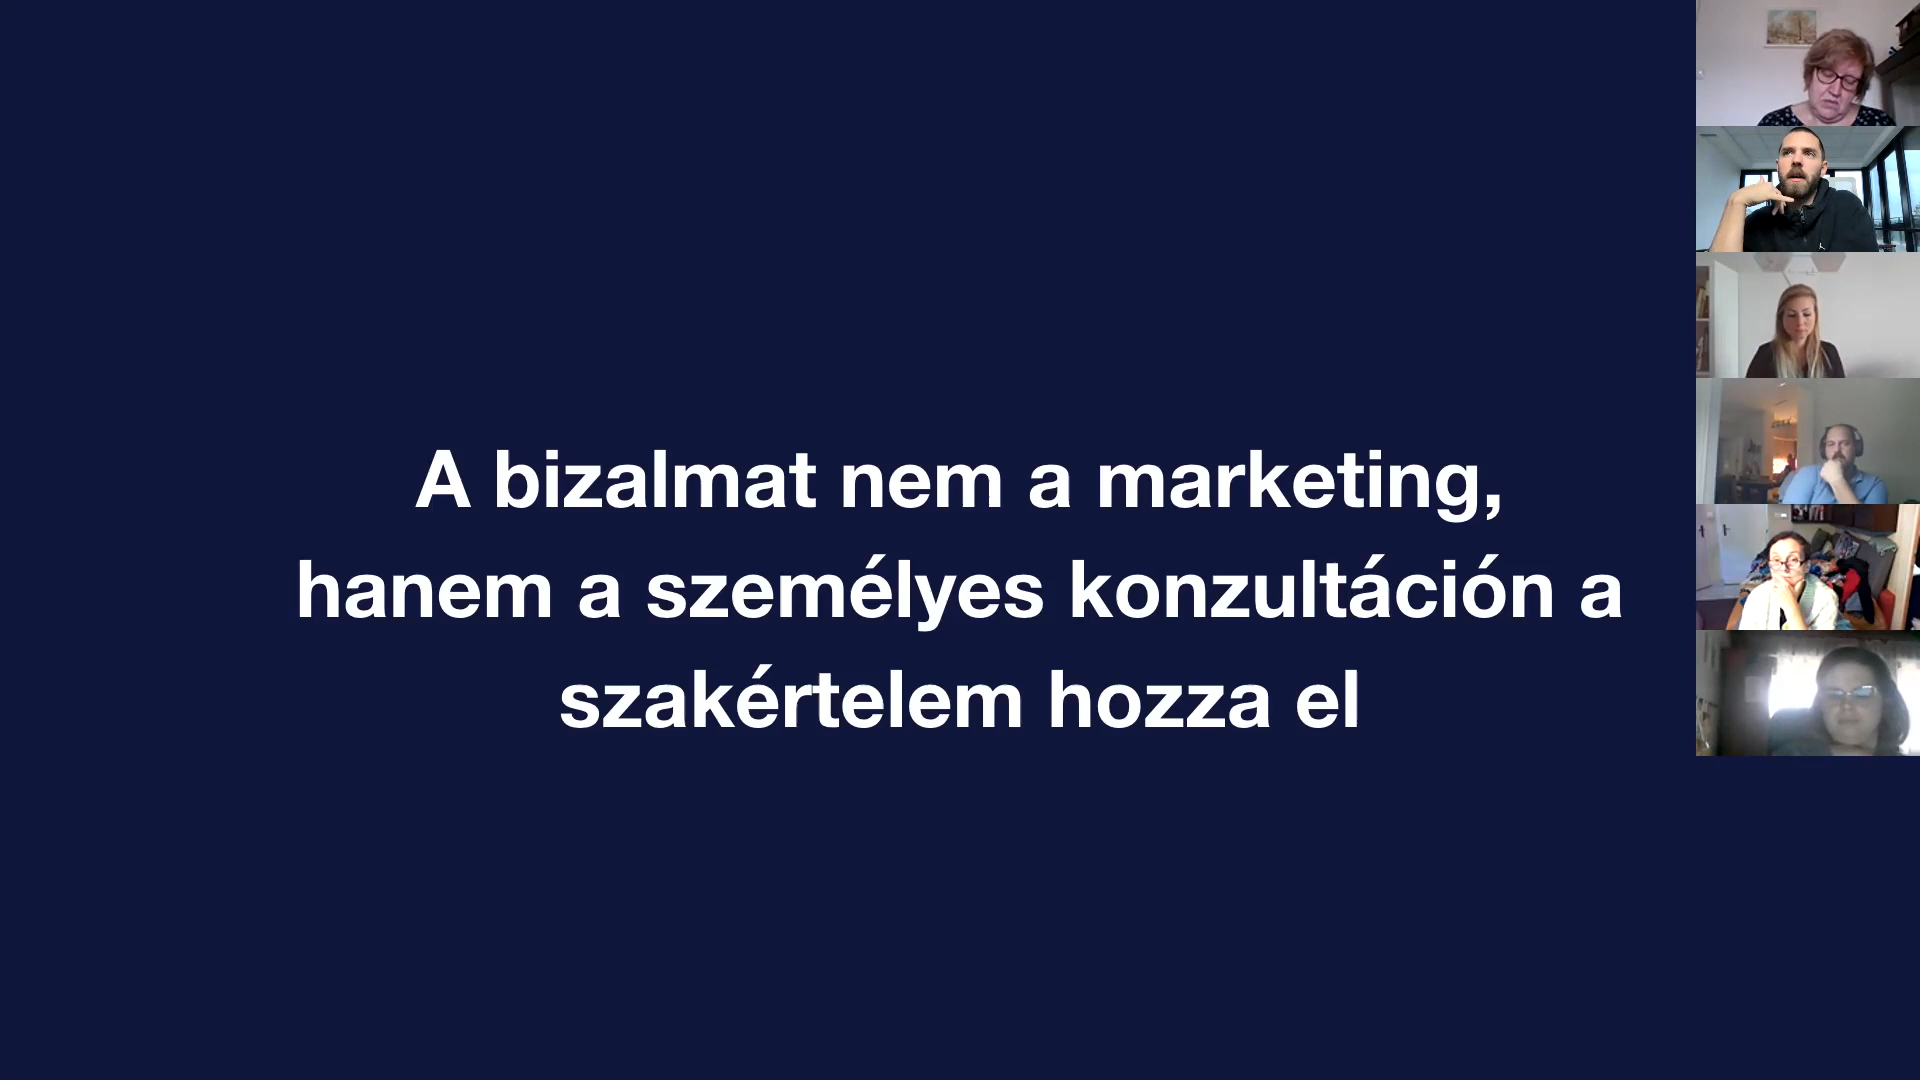 A bizalmat nem a marketing,
hanem a személyes konzultáción a
szakértelem hozza el